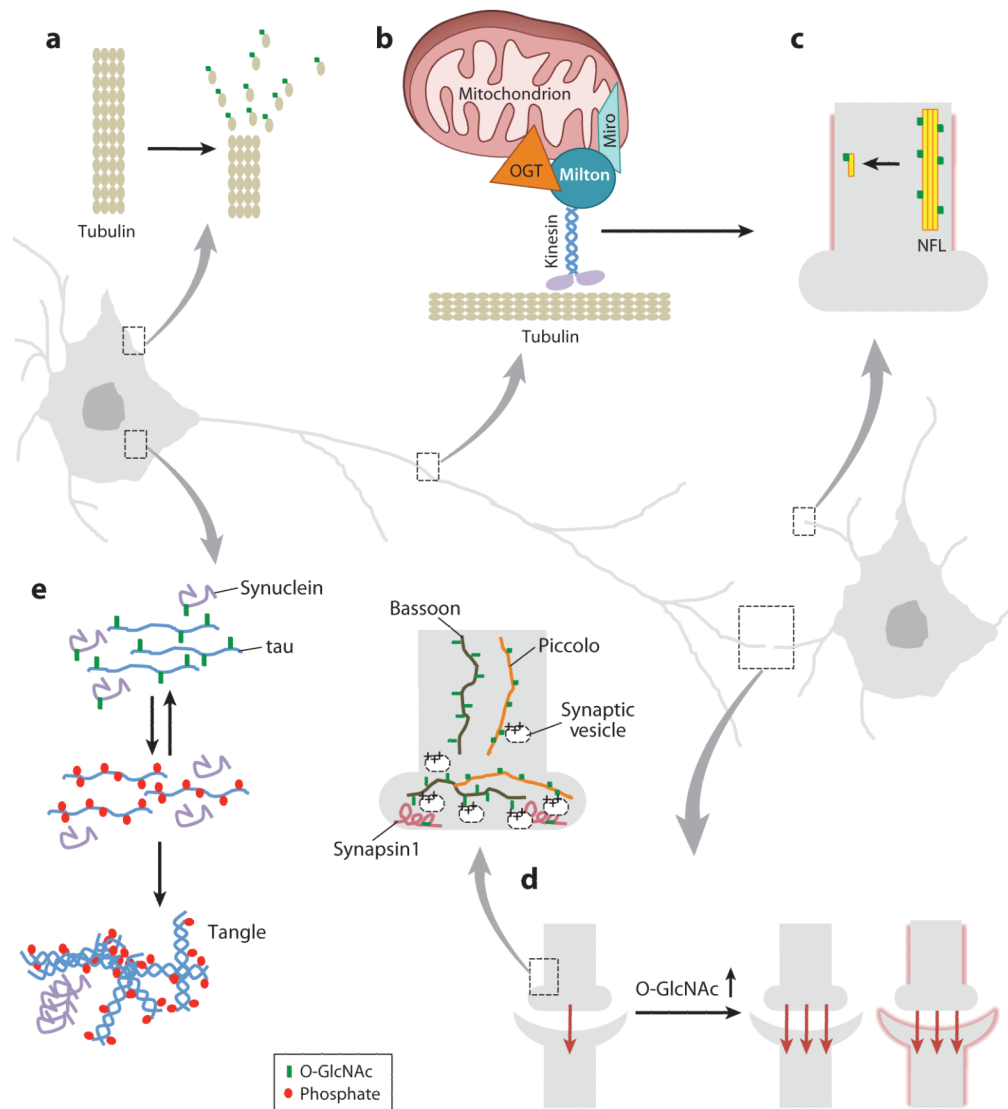 a
Tubulin
b
Mitochondrion
Miro
OGT
Milton
Kinesin
Tubulin
c
NFL
e
Synuclein
tau
Tangle
Bassoon
Piccolo
Synaptic
vesicle
Synapsin1
d
O-GlcNAc
O-GlcNAc
Phosphate